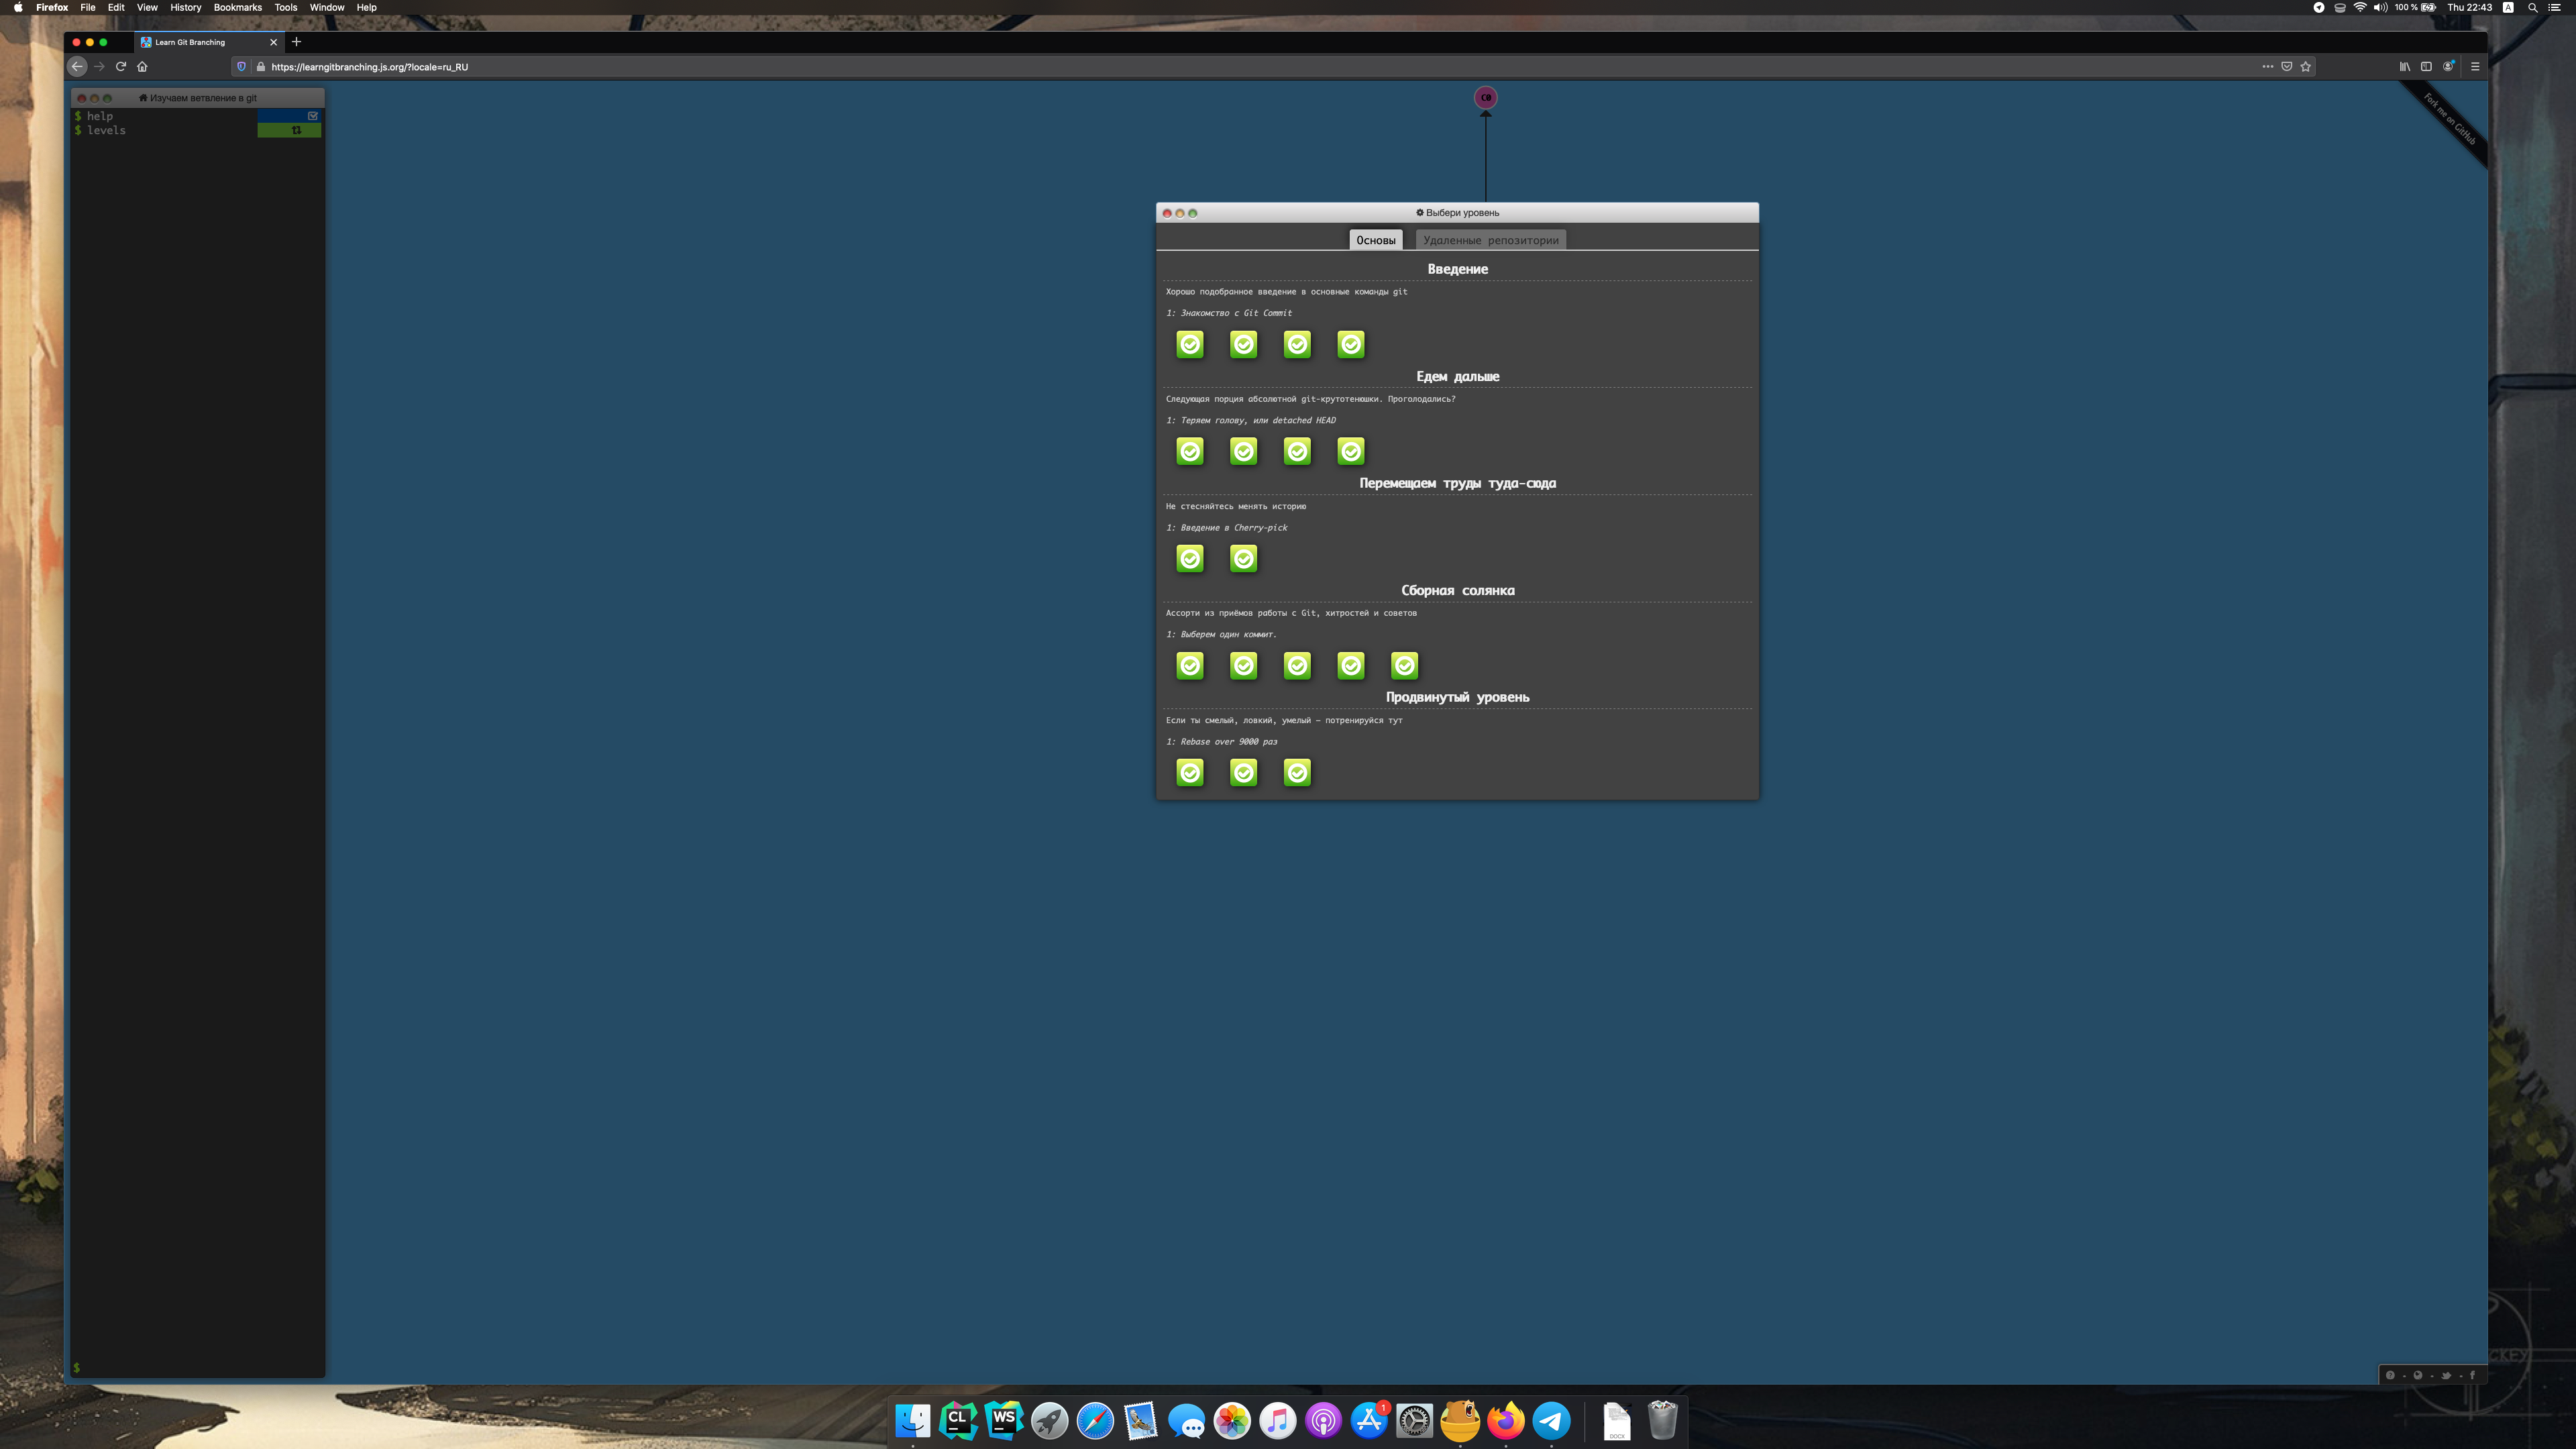 Firefox File Edit View History Bookmarks Tools Window Help
100 % Thu 22:43 A
Learn Git Branching
https://learngitbranching.js.org/?locale=ru_RU
Изучаем ветвление в git
$ help
$ levels
C0
Fork me on GitHub
Выбери уровень
Основы Удаленные репозитории
Введение
Хорошо подобранное введение в основные команды git
1: Знакомство с Git Commit
Едем дальше
Следующая порция абсолютной git-крутотенюшки. Проголодались?
1: Теряем голову, или detached HEAD
Перемещаем труды туда-сюда
Не стесняйтесь менять историю
1: Введение в Cherry-pick
Сборная солянка
Ассорти из приёмов работы с Git, хитростей и советов
1: Выберем один коммит.
Продвинутый уровень
Если ты смелый, ловкий, умелый — потренируйся тут
1: Rebase over 9000 раз
$
CL
WS
1
DOCX